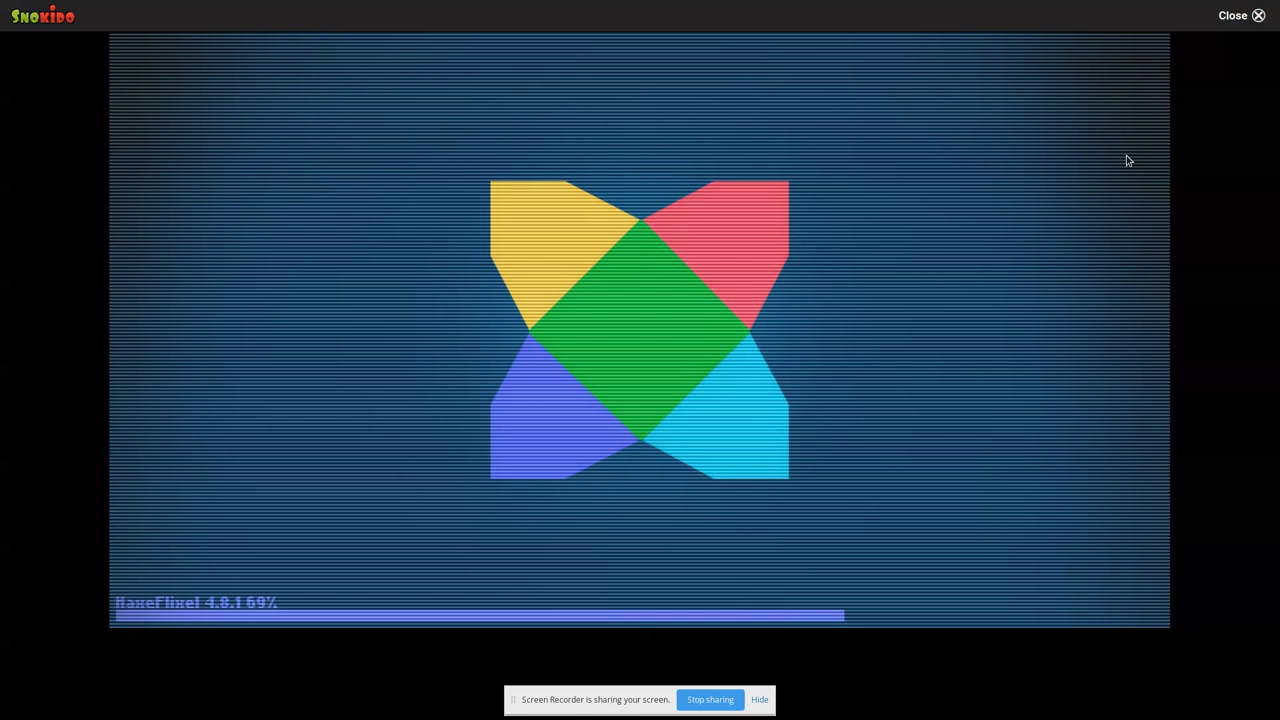 SNOKIDO
Close
HaxeFlixel 4.8.1 69%
Screen Recorder is sharing your screen.
Stop sharing
Hide